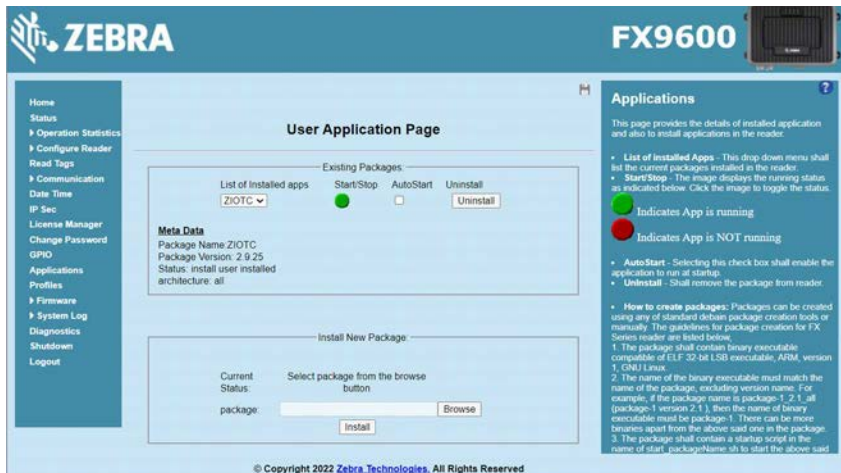 ZEBRA
FX9600
Home
Status
Operation Statistics
Configure Reader
Read Tags
Communication
Date Time
IP Sec
License Manager
Change Password
GPIO
Applications
Profiles
Firmware
System Log
Diagnostics
Shutdown
Logout
User Application Page
Existing Packages:
List of Installed apps Start/Stop AutoStart Uninstall
ZIOTC Uninstall
Meta Data
Package Name:ZIOTC
Package Version: 2.9.25
Status: install user installed
architecture: all
Install New Package:
Current Status: Select package from the browse button
package: Browse
Install
Applications
?
This page provides the details of installed application
and also to install applications in the reader.
• List of installed Apps - This drop down menu shall
list the current packages installed in the reader.
• Start/Stop - The image displays the running status
as indicated below. Click the image to toggle the status.
Indicates App is running
Indicates App is NOT running
• AutoStart - Selecting this check box shall enable the
application to run at startup.
• Uninstall - Shall remove the package from reader.
• How to create packages: Packages can be created
using any of standard debain package creation tools or
manually. The guidelines for package creation for FX
Series reader are listed below,
1. The package shall contain binary executable
compatible of ELF 32-bit LSB executable, ARM, version
1, GNU Linux.
2. The name of the binary executable must match the
name of the package, excluding version name. For
example, if the package name is package-1_2.1_all
(package-1 version 2.1 ), then the name of binary
executable must be package-1. There can be more
binaries apart from the above said one in the package.
3. The package shall contain a startup script in the
name of start_packageName.sh to start the above said
© Copyright 2022 Zebra Technologies. All Rights Reserved